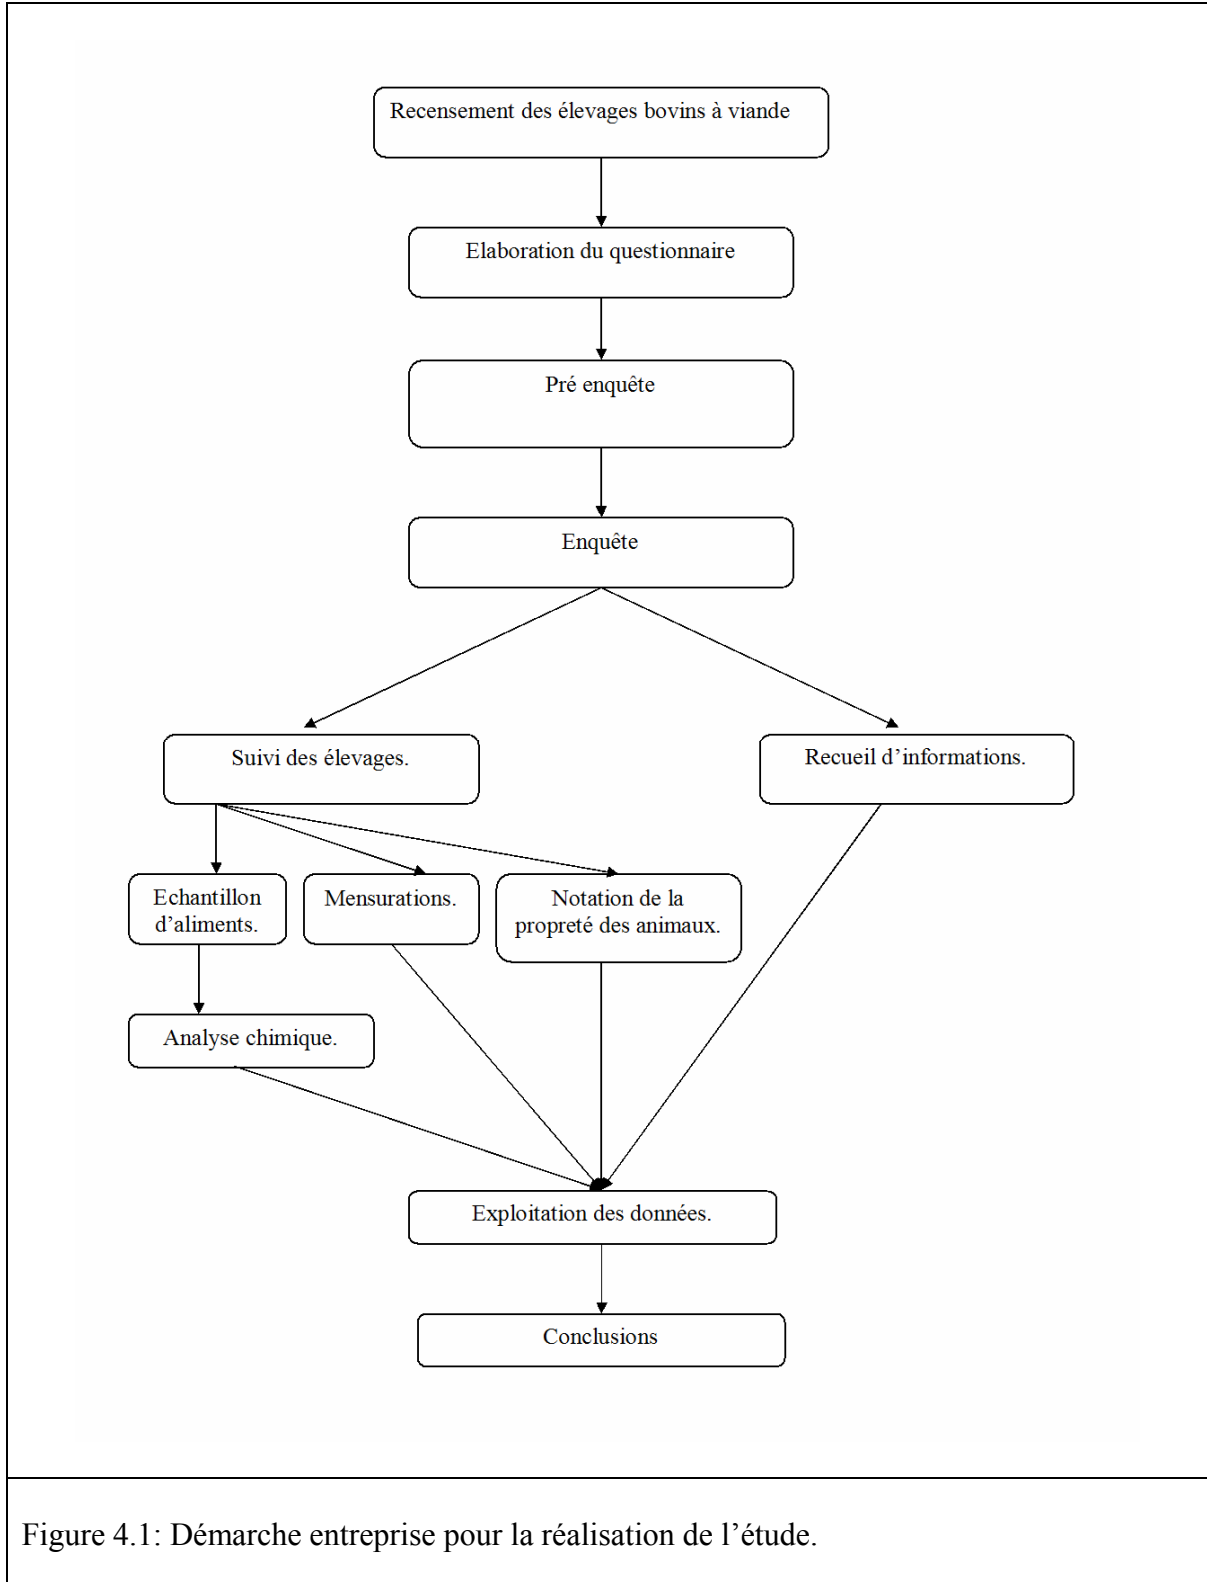 Recensement des élevages bovins à viande
Elaboration du questionnaire
Pré enquête
Enquête
Suivi des élevages.
Recueil d’informations.
Echantillon
d’aliments.
Mensurations.
Notation de la
propreté des animaux.
Analyse chimique.
Exploitation des données.
Conclusions
Figure 4.1: Démarche entreprise pour la réalisation de l’étude.